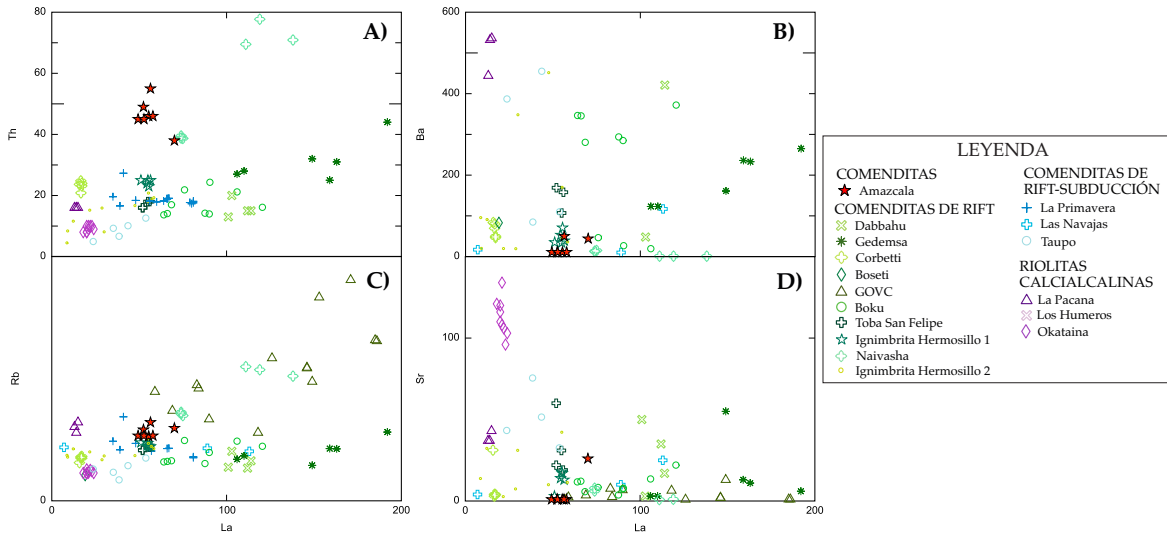 80
60
40
20
0
Th
A)
600
400
200
0
Ba
B)
C)
Rb
0
0
100
200
La
D)
Sr
100
0
0
100
200
La
LEYENDA
COMENDITAS
Amazcala
COMENDITAS DE RIFT
Dabbahu
Gedemsa
Corbetti
Boseti
GOVC
Boku
Toba San Felipe
Ignimbrita Hermosillo 1
Naivasha
Ignimbrita Hermosillo 2
COMENDITAS DE
RIFT-SUBDUCCIÓN
La Primavera
Las Navajas
Taupo
RIOLITAS
CALCIALCALINAS
La Pacana
Los Humeros
Okataina